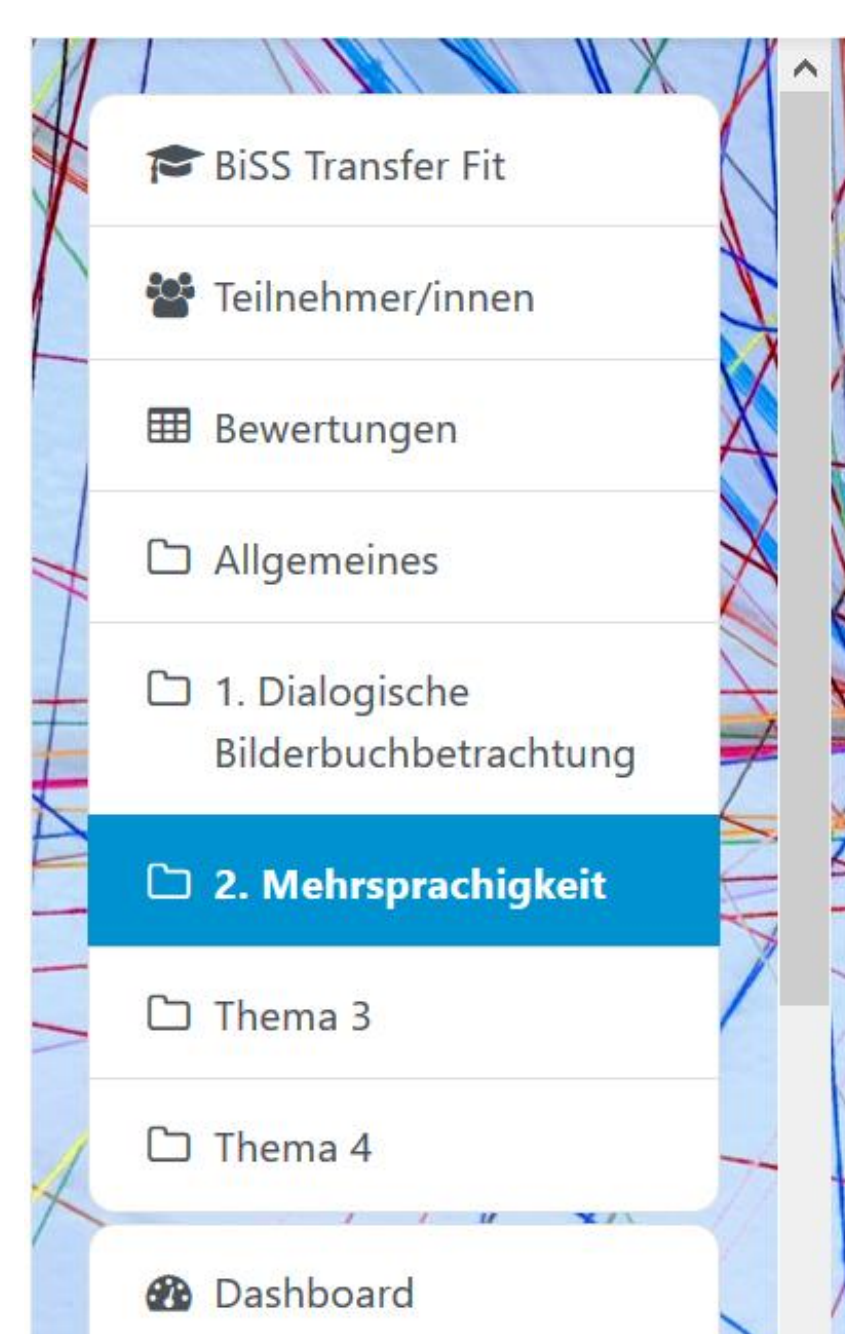 BiSS Transfer Fit
Teilnehmer/innen
Bewertungen
Allgemeines
1. Dialogische
Bilderbuchbetrachtung
2. Mehrsprachigkeit
Thema 3
Thema 4
Dashboard